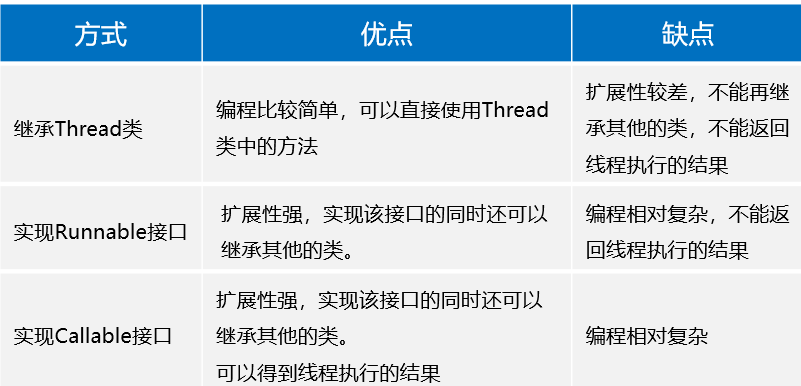 方式 优点 缺点
继承Thread类
编程比较简单，可以直接使用Thread
类中的方法
扩展性较差，不能再继
承其他的类，不能返回
线程执行的结果
实现Runnable接口
扩展性强，实现该接口的同时还可以
继承其他的类。
编程相对复杂，不能返
回线程执行的结果
实现Callable接口
扩展性强，实现该接口的同时还可以
继承其他的类。
可以得到线程执行的结果
编程相对复杂